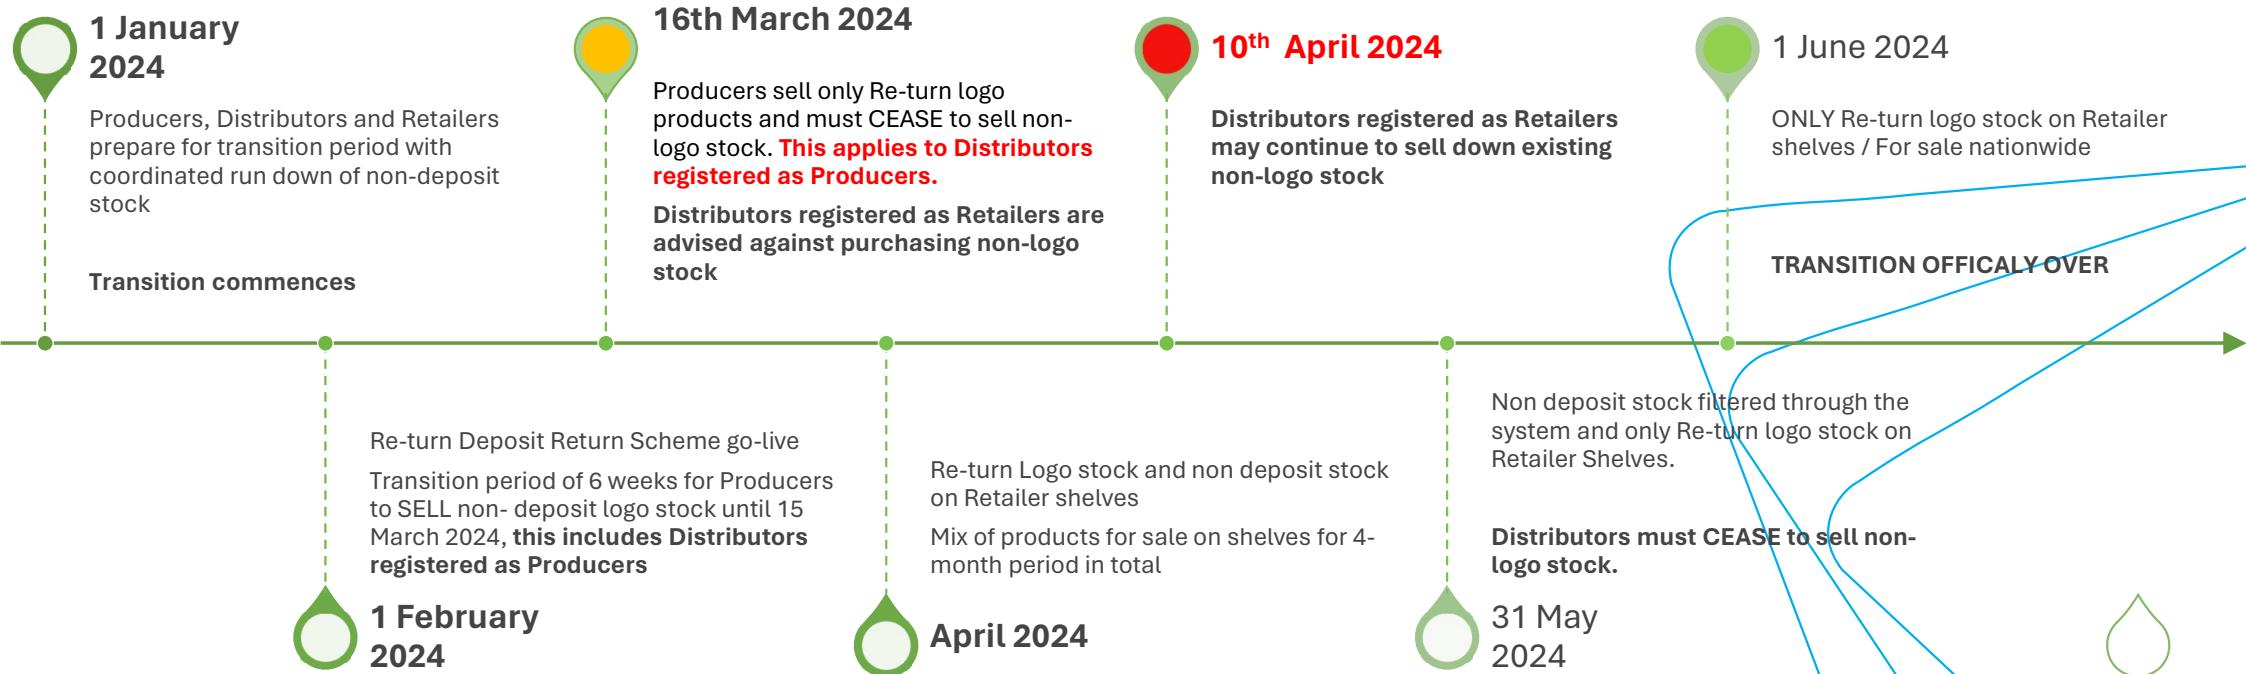 1 January
2024
Producers, Distributors and Retailers
prepare for transition period with
coordinated run down of non-deposit
stock
Transition commences
16th March 2024
Producers sell only Re-turn logo
products and must CEASE to sell non-
logo stock. This applies to Distributors
registered as Producers.
Distributors registered as Retailers are
advised against purchasing non-logo
stock
10th April 2024
Distributors registered as Retailers
may continue to sell down existing
non-logo stock
1 June 2024
ONLY Re-turn logo stock on Retailer
shelves / For sale nationwide
TRANSITION OFFICALY OVER
Re-turn Deposit Return Scheme go-live
Transition period of 6 weeks for Producers
to SELL non- deposit logo stock until 15
March 2024, this includes Distributors
registered as Producers
1 February
2024
Re-turn Logo stock and non deposit stock
on Retailer shelves
Mix of products for sale on shelves for 4-
month period in total
April 2024
Non deposit stock filtered through the
system and only Re-turn logo stock on
Retailer Shelves.
Distributors must CEASE to sell non-
logo stock.
31 May
2024